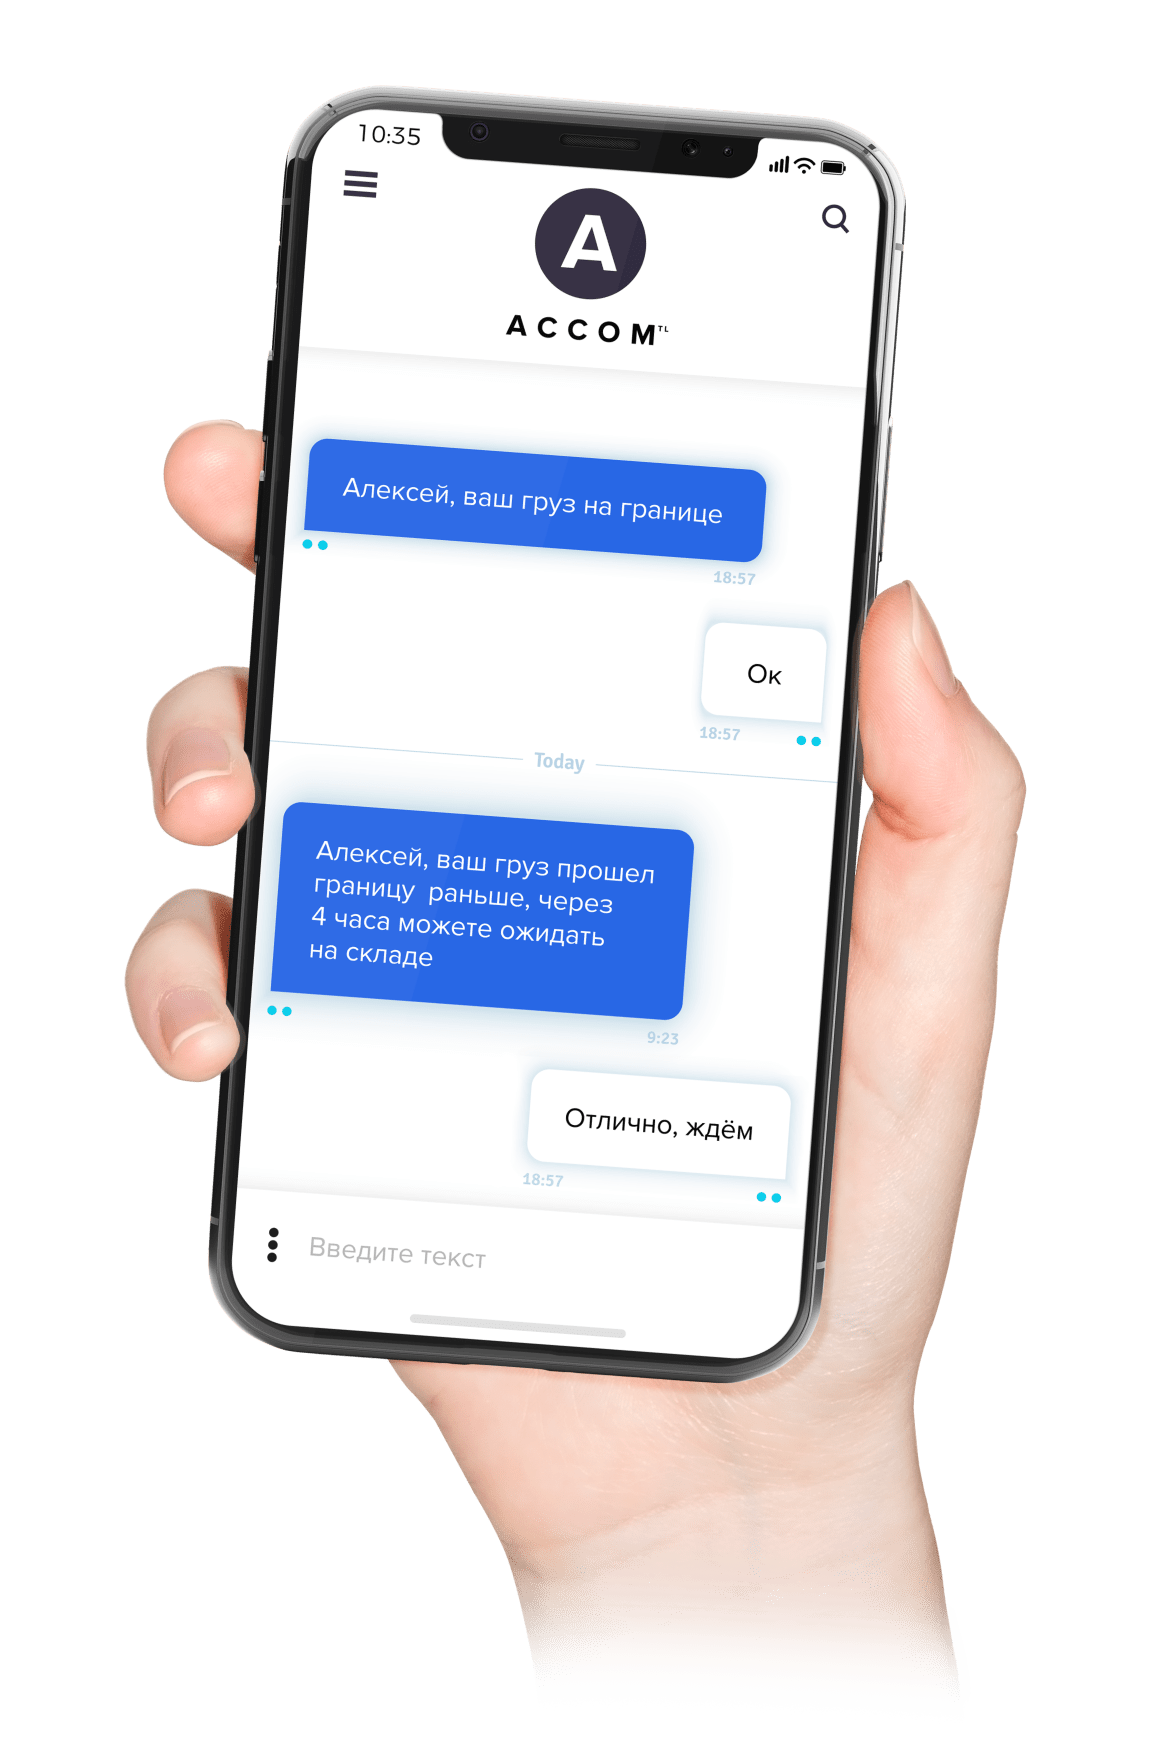 10:35
A
ACCOM TL
Алексей, ваш груз на границе
18:57
Ок
18:57
Today
Алексей, ваш груз прошел
границу раньше, через
4 часа можете ожидать
на складе
9:23
Отлично, ждём
18:57
Введите текст